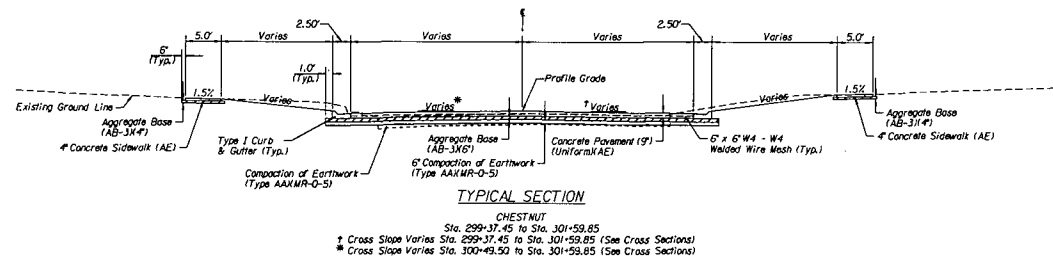 ℄
5.0' Varies 2.50' Varies Varies 2.50' Varies 5.0'
6"
(Typ.)
1.0'
(Typ.)
Profile Grade
1.5%
1.5%
Existing Ground Line
Varies
* Varies
† Varies
Varies
Aggregate Base
(AB-3)(4")
4" Concrete Sidewalk (AE)
Type I Curb
& Gutter (Typ.)
Compaction of Earthwork
(Type AA)(MR-0-5)
Aggregate Base
(AB-3)(6")
6" Compaction of Earthwork
(Type AA)(MR-0-5)
Concrete Pavement (9")
(Uniform)(AE)
6" x 6" W4 - W4
Welded Wire Mesh (Typ.)
Aggregate Base
(AB-3)(4")
4" Concrete Sidewalk (AE)
TYPICAL SECTION
CHESTNUT
Sta. 299+37.45 to Sta. 301+59.85
† Cross Slope Varies Sta. 299+37.45 to Sta. 301+59.85 (See Cross Sections)
* Cross Slope Varies Sta. 300+49.50 to Sta. 301+59.85 (See Cross Sections)